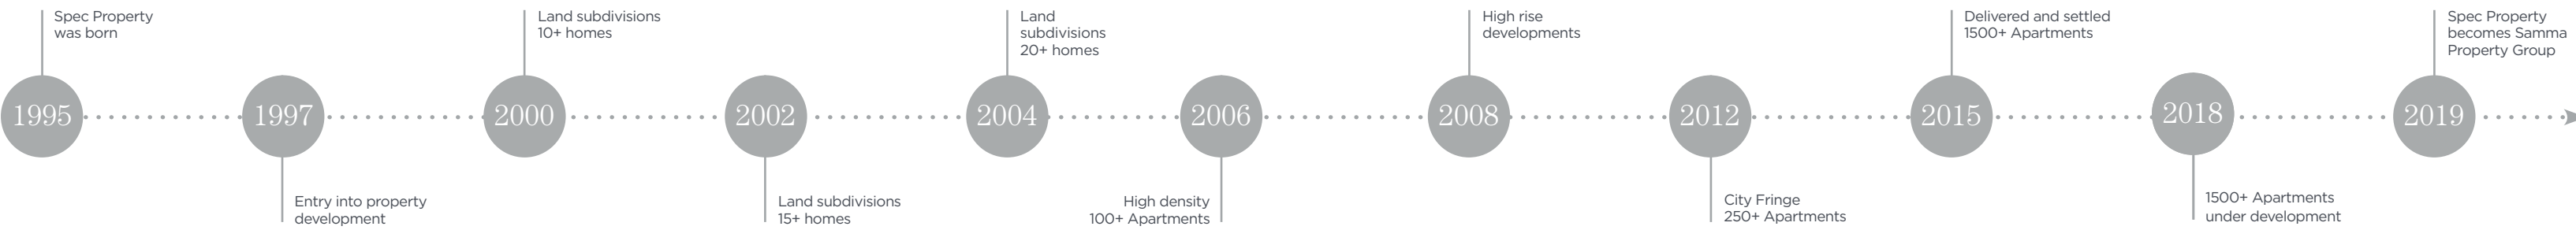 Spec Property
was born
1995
1997
Entry into property
development
Land subdivisions
10+ homes
2000
2002
Land subdivisions
15+ homes
Land
subdivisions
20+ homes
2004
2006
High density
100+ Apartments
High rise
developments
2008
2012
City Fringe
250+ Apartments
Delivered and settled
1500+ Apartments
2015
2018
1500+ Apartments
under development
Spec Property
becomes Samma
Property Group
2019